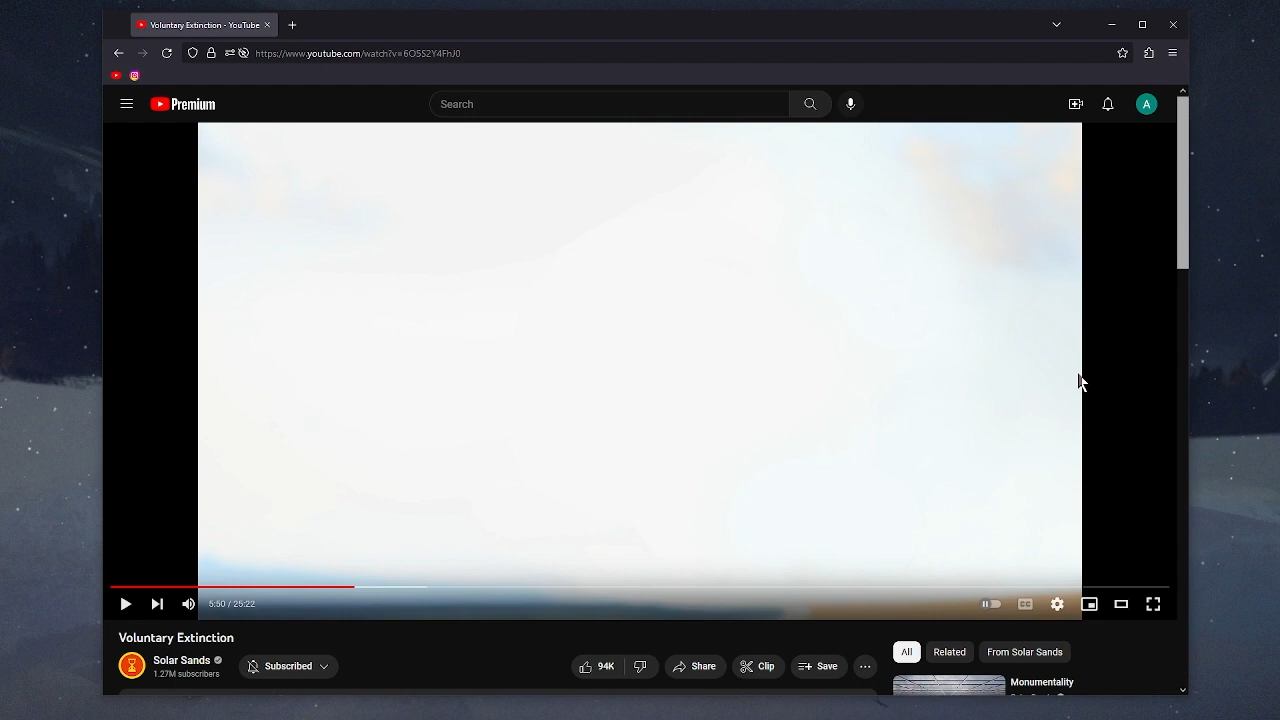 Voluntary Extinction - YouTube
https://www.youtube.com/watch?v=6O5S2Y4FhJ0
Premium
Search
A
5:50 / 25:22
CC
Voluntary Extinction
Solar Sands
1.27M subscribers
Subscribed
94K
Share
Clip
Save
All
Related
From Solar Sands
Monumentality